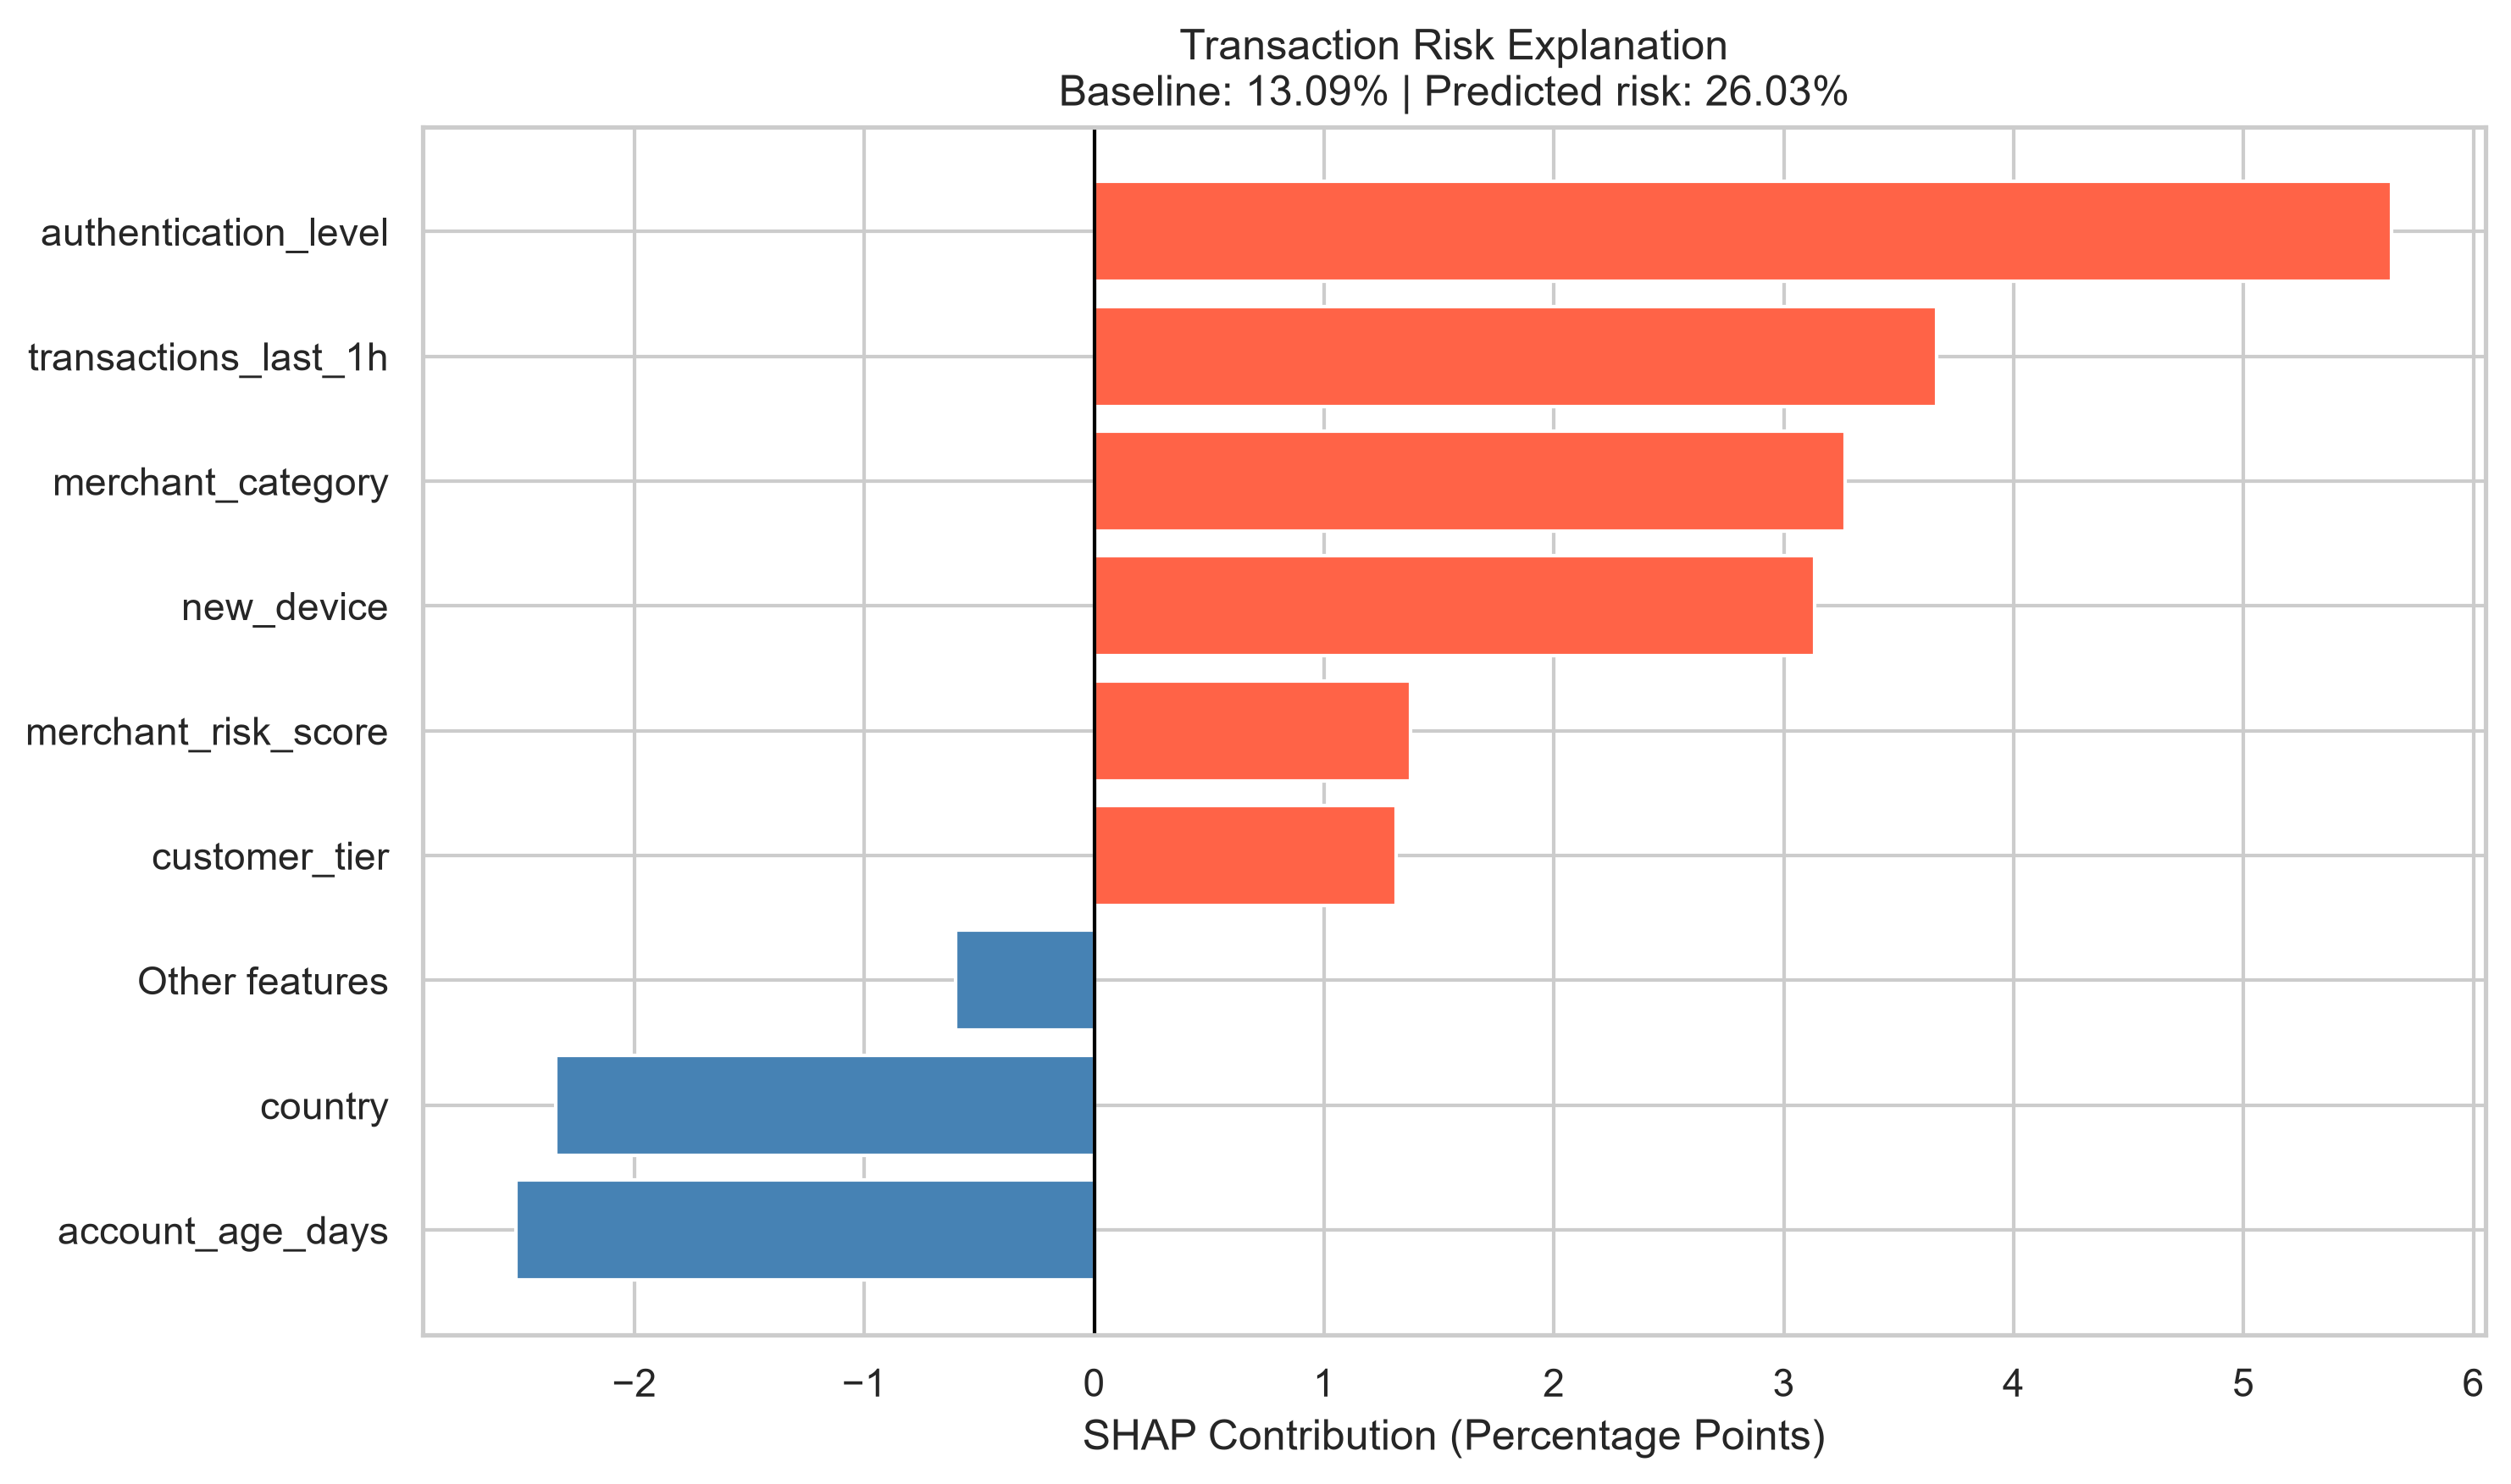 Transaction Risk Explanation
Baseline: 13.09% | Predicted risk: 26.03%
authentication_level
transactions_last_1h
merchant_category
new_device
merchant_risk_score
customer_tier
Other features
country
account_age_days
−2 −1 0 1 2 3 4 5 6
SHAP Contribution (Percentage Points)